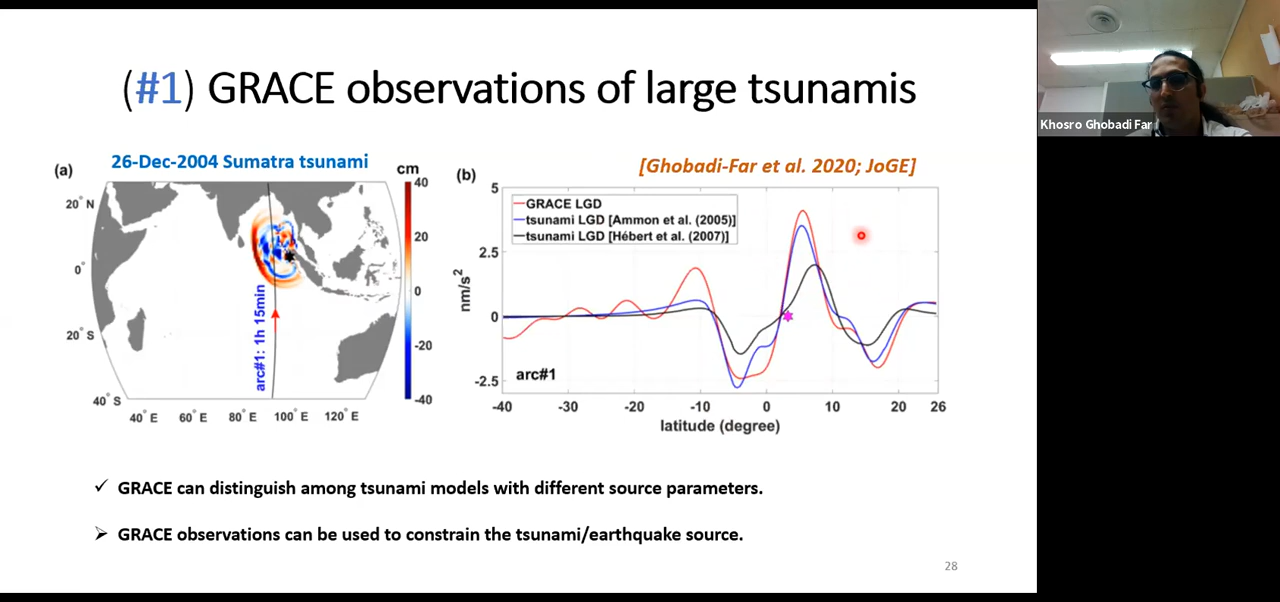 (#1) GRACE observations of large tsunamis
Khosro Ghobadi Far
(a)
26-Dec-2004 Sumatra tsunami
cm
40
20
0
-20
-40
20° N
0°
20° S
40° S
40° E
60° E
80° E
100° E
120° E
arc#1: 1h 15min
(b)
[Ghobadi-Far et al. 2020; JoGE]
GRACE LGD
tsunami LGD [Ammon et al. (2005)]
tsunami LGD [Hébert et al. (2007)]
5
2.5
0
-2.5
nm/s²
arc#1
-40
-30
-20
-10
0
10
20
26
latitude (degree)
✓ GRACE can distinguish among tsunami models with different source parameters.
➢ GRACE observations can be used to constrain the tsunami/earthquake source.
28